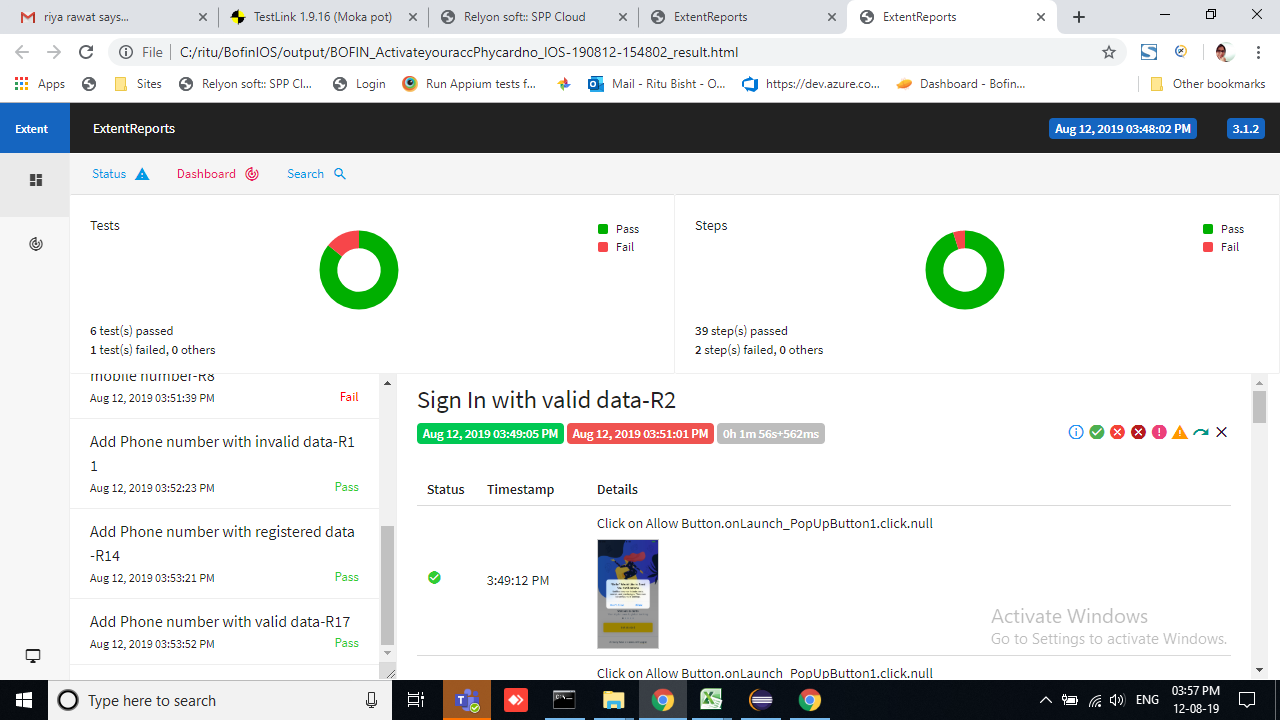 riya rawat says...
TestLink 1.9.16 (Moka pot)
Relyon soft:: SPP Cloud
ExtentReports
ExtentReports
File
C:/ritu/BofinIOS/output/BOFIN_ActivateyouraccPhycardno_IOS-190812-154802_result.html
Apps
Sites
Relyon soft:: SPP Cl...
Login
Run Appium tests f...
Mail - Ritu Bisht - O...
https://dev.azure.co...
Dashboard - Bofin...
Other bookmarks
Extent
ExtentReports
Aug 12, 2019 03:48:02 PM
3.1.2
Status
Dashboard
Search
Tests
Pass
Fail
6 test(s) passed
1 test(s) failed, 0 others
Steps
Pass
Fail
39 step(s) passed
2 step(s) failed, 0 others
mobile number-R8
Aug 12, 2019 03:51:39 PM
Fail
Add Phone number with invalid data-R1
1
Aug 12, 2019 03:52:23 PM
Pass
Add Phone number with registered data
-R14
Aug 12, 2019 03:53:21 PM
Pass
Add Phone number with valid data-R17
Aug 12, 2019 03:53:52 PM
Pass
Sign In with valid data-R2
Aug 12, 2019 03:49:05 PM
Aug 12, 2019 03:51:01 PM
0h 1m 56s+562ms
Status
Timestamp
Details
Click on Allow Button.onLaunch_PopUpButton1.click.null
3:49:12 PM
Click on Allow Button.onLaunch_PopUpButton1.click.null
Activate Windows
Go to Settings to activate Windows.
Type here to search
ENG
03:57 PM
12-08-19